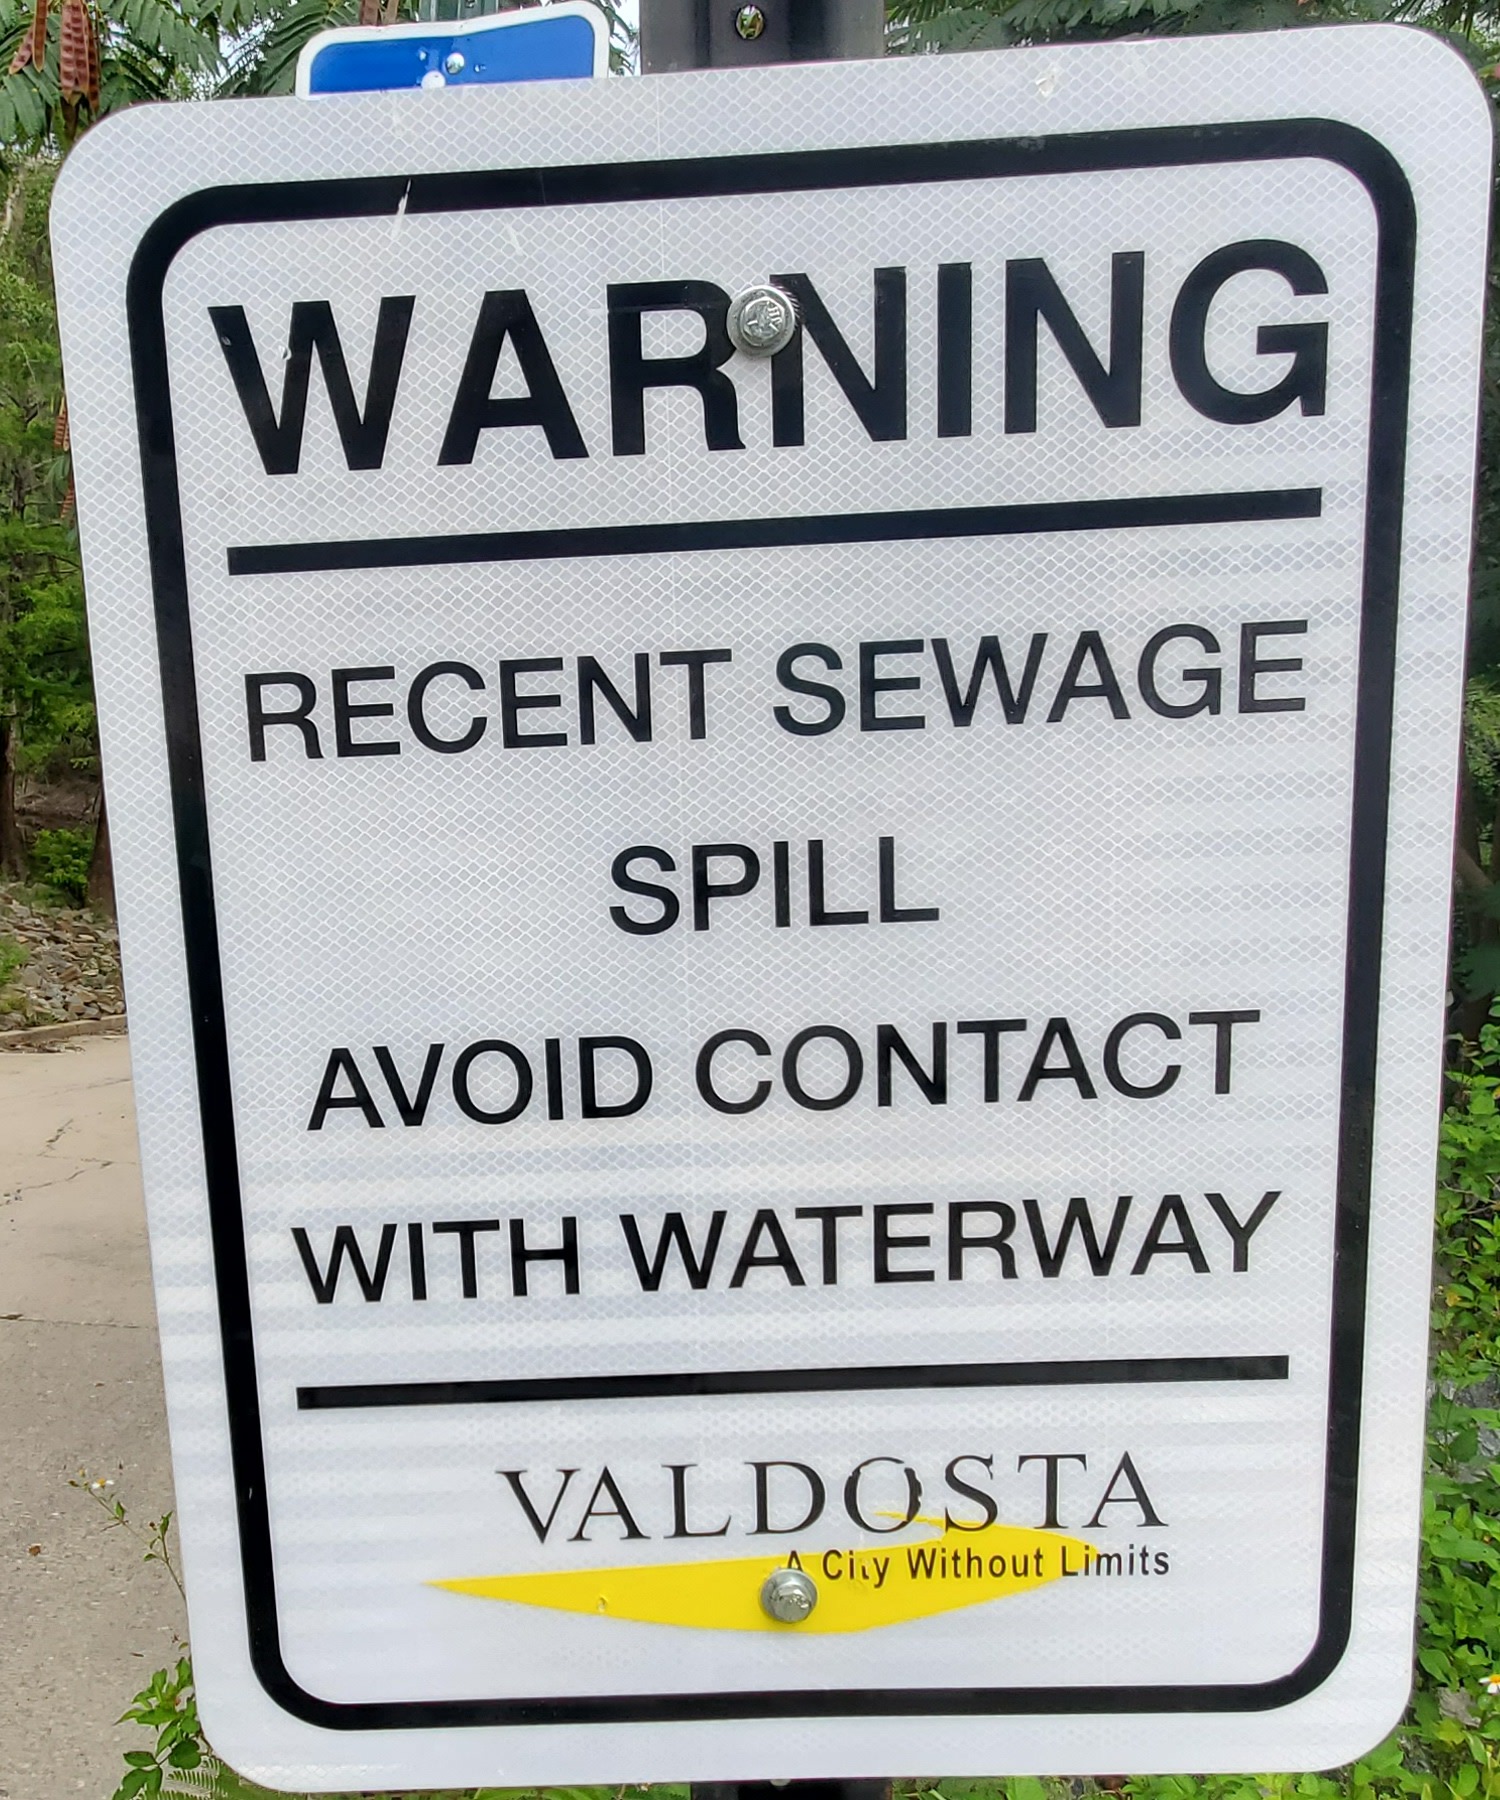 WARNING
RECENT SEWAGE
SPILL
AVOID CONTACT
WITH WATERWAY
VALDOSTA
A City Without Limits